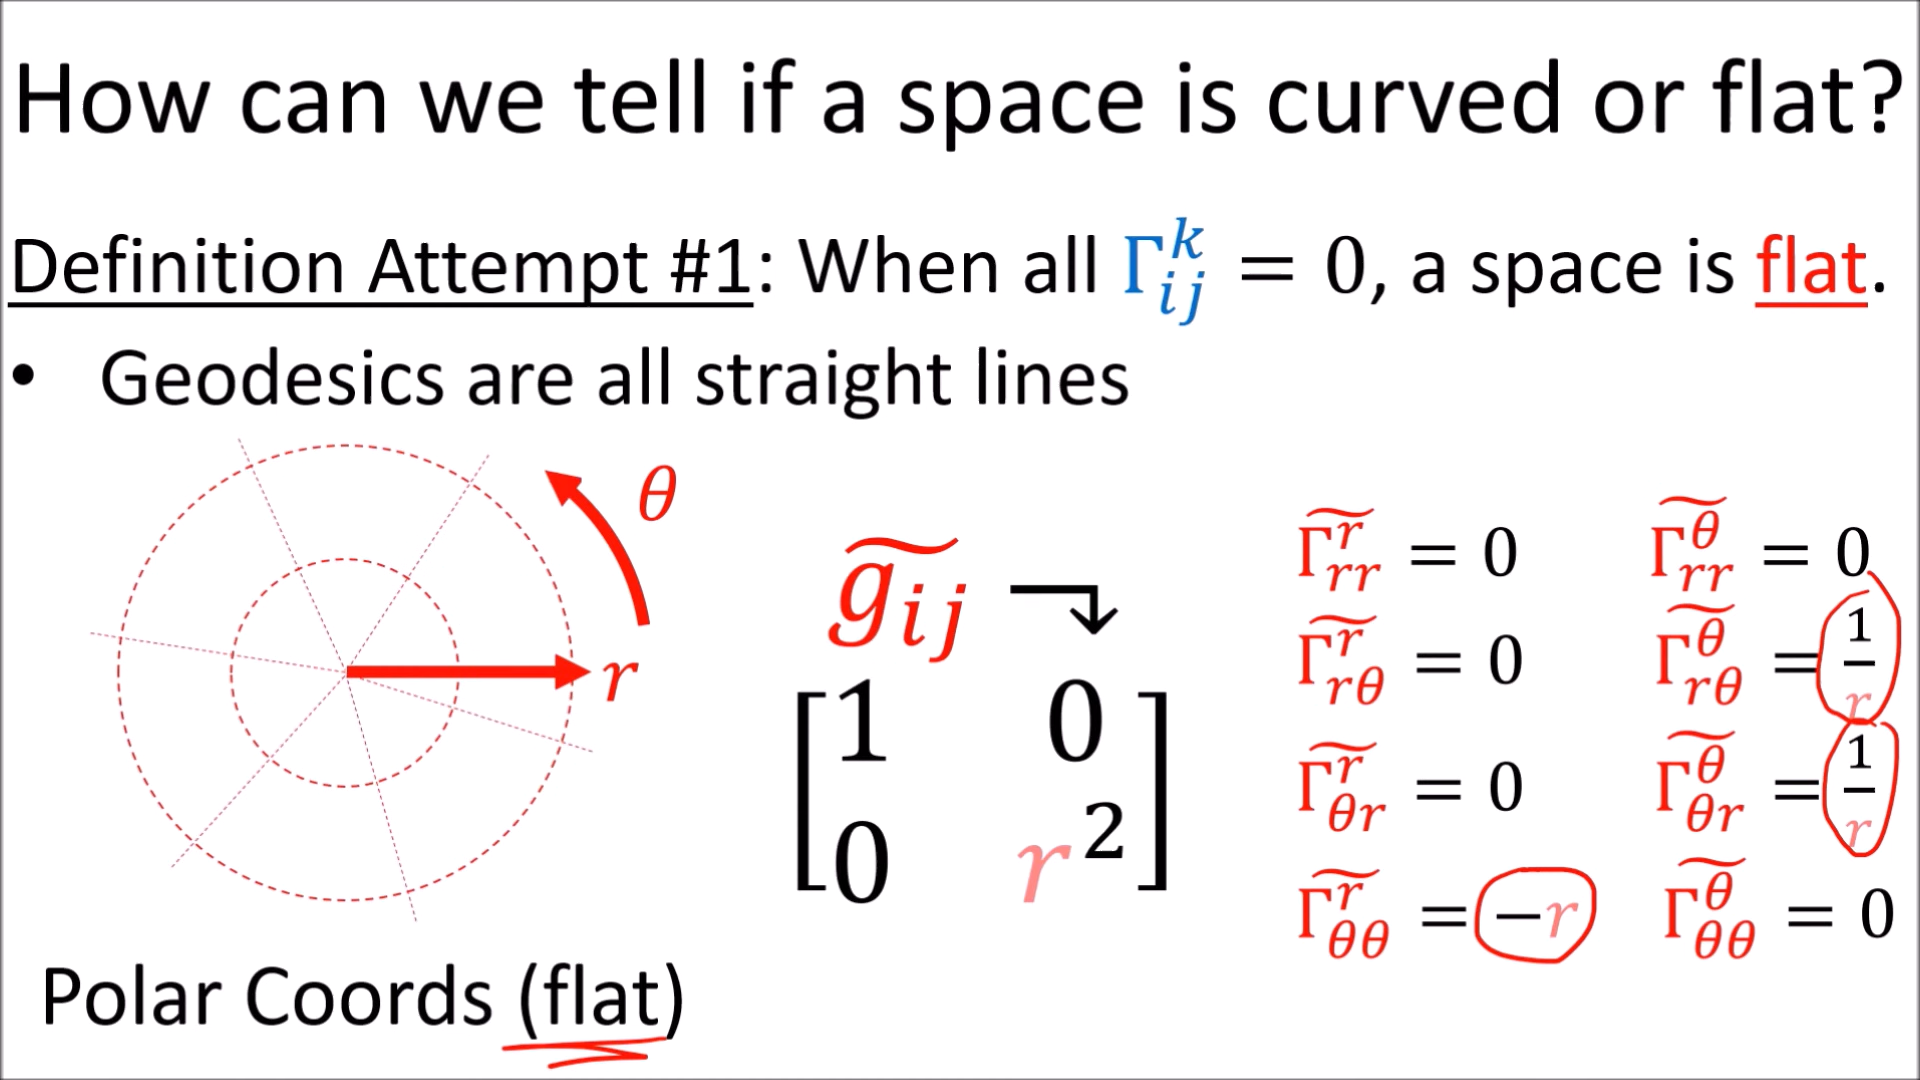 How can we tell if a space is curved or flat?
Definition Attempt #1: When all Γ^k_ij = 0, a space is flat.
• Geodesics are all straight lines
θ
r
g̃_ij
[1 0
0 r²]
Γ̃^r_rr = 0 Γ̃^θ_rr = 0
Γ̃^r_rθ = 0 Γ̃^θ_rθ = 1/r
Γ̃^r_θr = 0 Γ̃^θ_θr = 1/r
Γ̃^r_θθ = −r Γ̃^θ_θθ = 0
Polar Coords (flat)